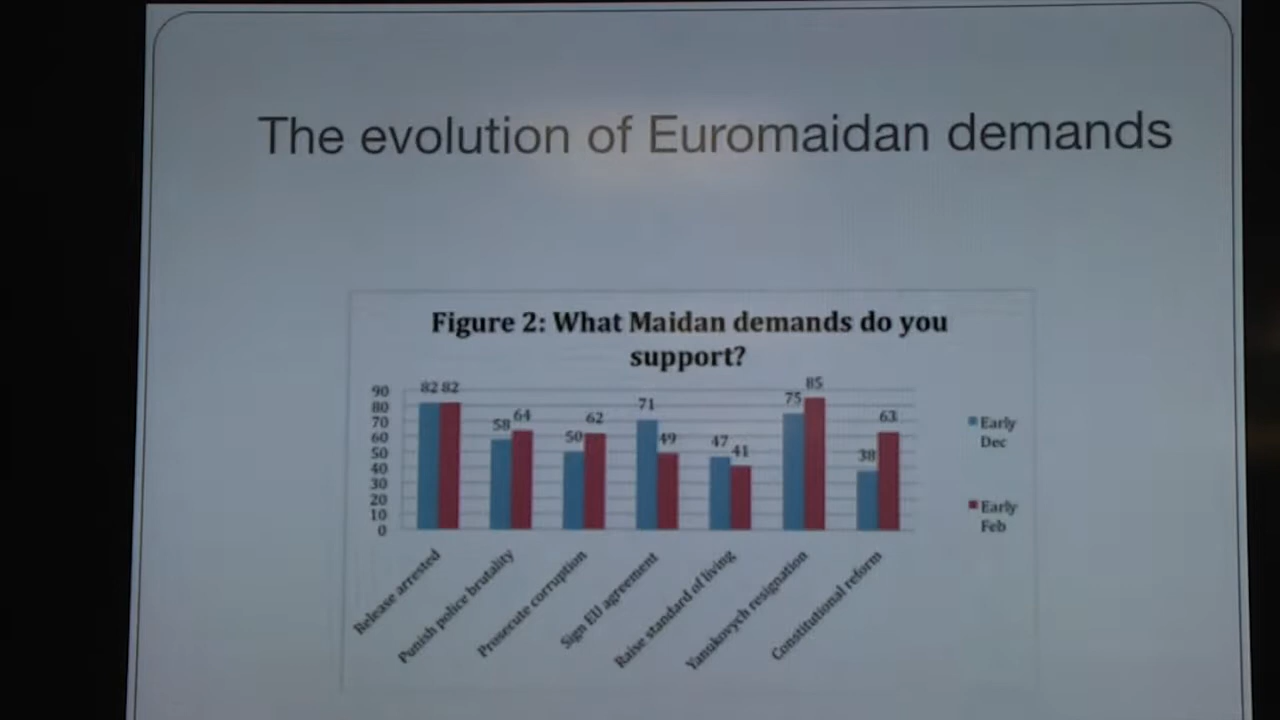 The evolution of Euromaidan demands
Figure 2: What Maidan demands do you
support?
90
80
70
60
50
40
30
20
10
0
82 82
58 64
50 62
71 49
47 41
75 85
38 63
Release arrested
Punish police brutality
Prosecute corruption
Sign EU agreement
Raise standard of living
Yanukovych resignation
Constitutional reform
Early
Dec
Early
Feb